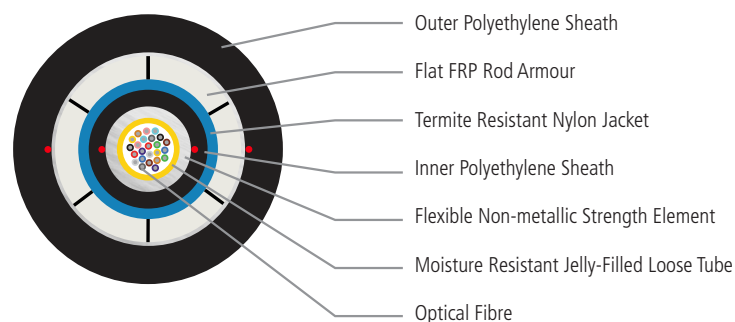 Outer Polyethylene Sheath
Flat FRP Rod Armour
Termite Resistant Nylon Jacket
Inner Polyethylene Sheath
Flexible Non-metallic Strength Element
Moisture Resistant Jelly-Filled Loose Tube
Optical Fibre